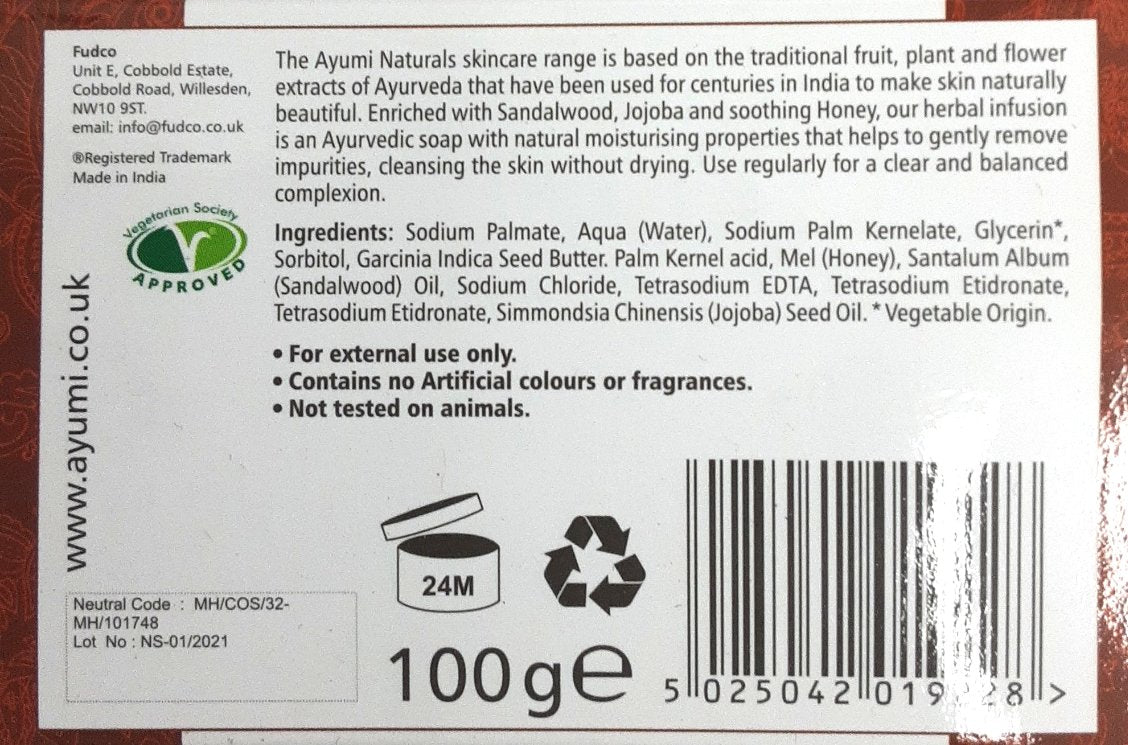 Fudco
Unit E, Cobbold Estate,
Cobbold Road, Willesden,
NW10 9ST.
email: info@fudco.co.uk
®Registered Trademark
Made in India
Vegetarian Society
APPROVED
www.ayumi.co.uk
The Ayumi Naturals skincare range is based on the traditional fruit, plant and flower
extracts of Ayurveda that have been used for centuries in India to make skin naturally
beautiful. Enriched with Sandalwood, Jojoba and soothing Honey, our herbal infusion
is an Ayurvedic soap with natural moisturising properties that helps to gently remove
impurities, cleansing the skin without drying. Use regularly for a clear and balanced
complexion.
Ingredients: Sodium Palmate, Aqua (Water), Sodium Palm Kernelate, Glycerin*,
Sorbitol, Garcinia Indica Seed Butter. Palm Kernel acid, Mel (Honey), Santalum Album
(Sandalwood) Oil, Sodium Chloride, Tetrasodium EDTA, Tetrasodium Etidronate,
Tetrasodium Etidronate, Simmondsia Chinensis (Jojoba) Seed Oil. * Vegetable Origin.
• For external use only.
• Contains no Artificial colours or fragrances.
• Not tested on animals.
Neutral Code : MH/COS/32-
MH/101748
Lot No : NS-01/2021
24M
100g℮
5 025042